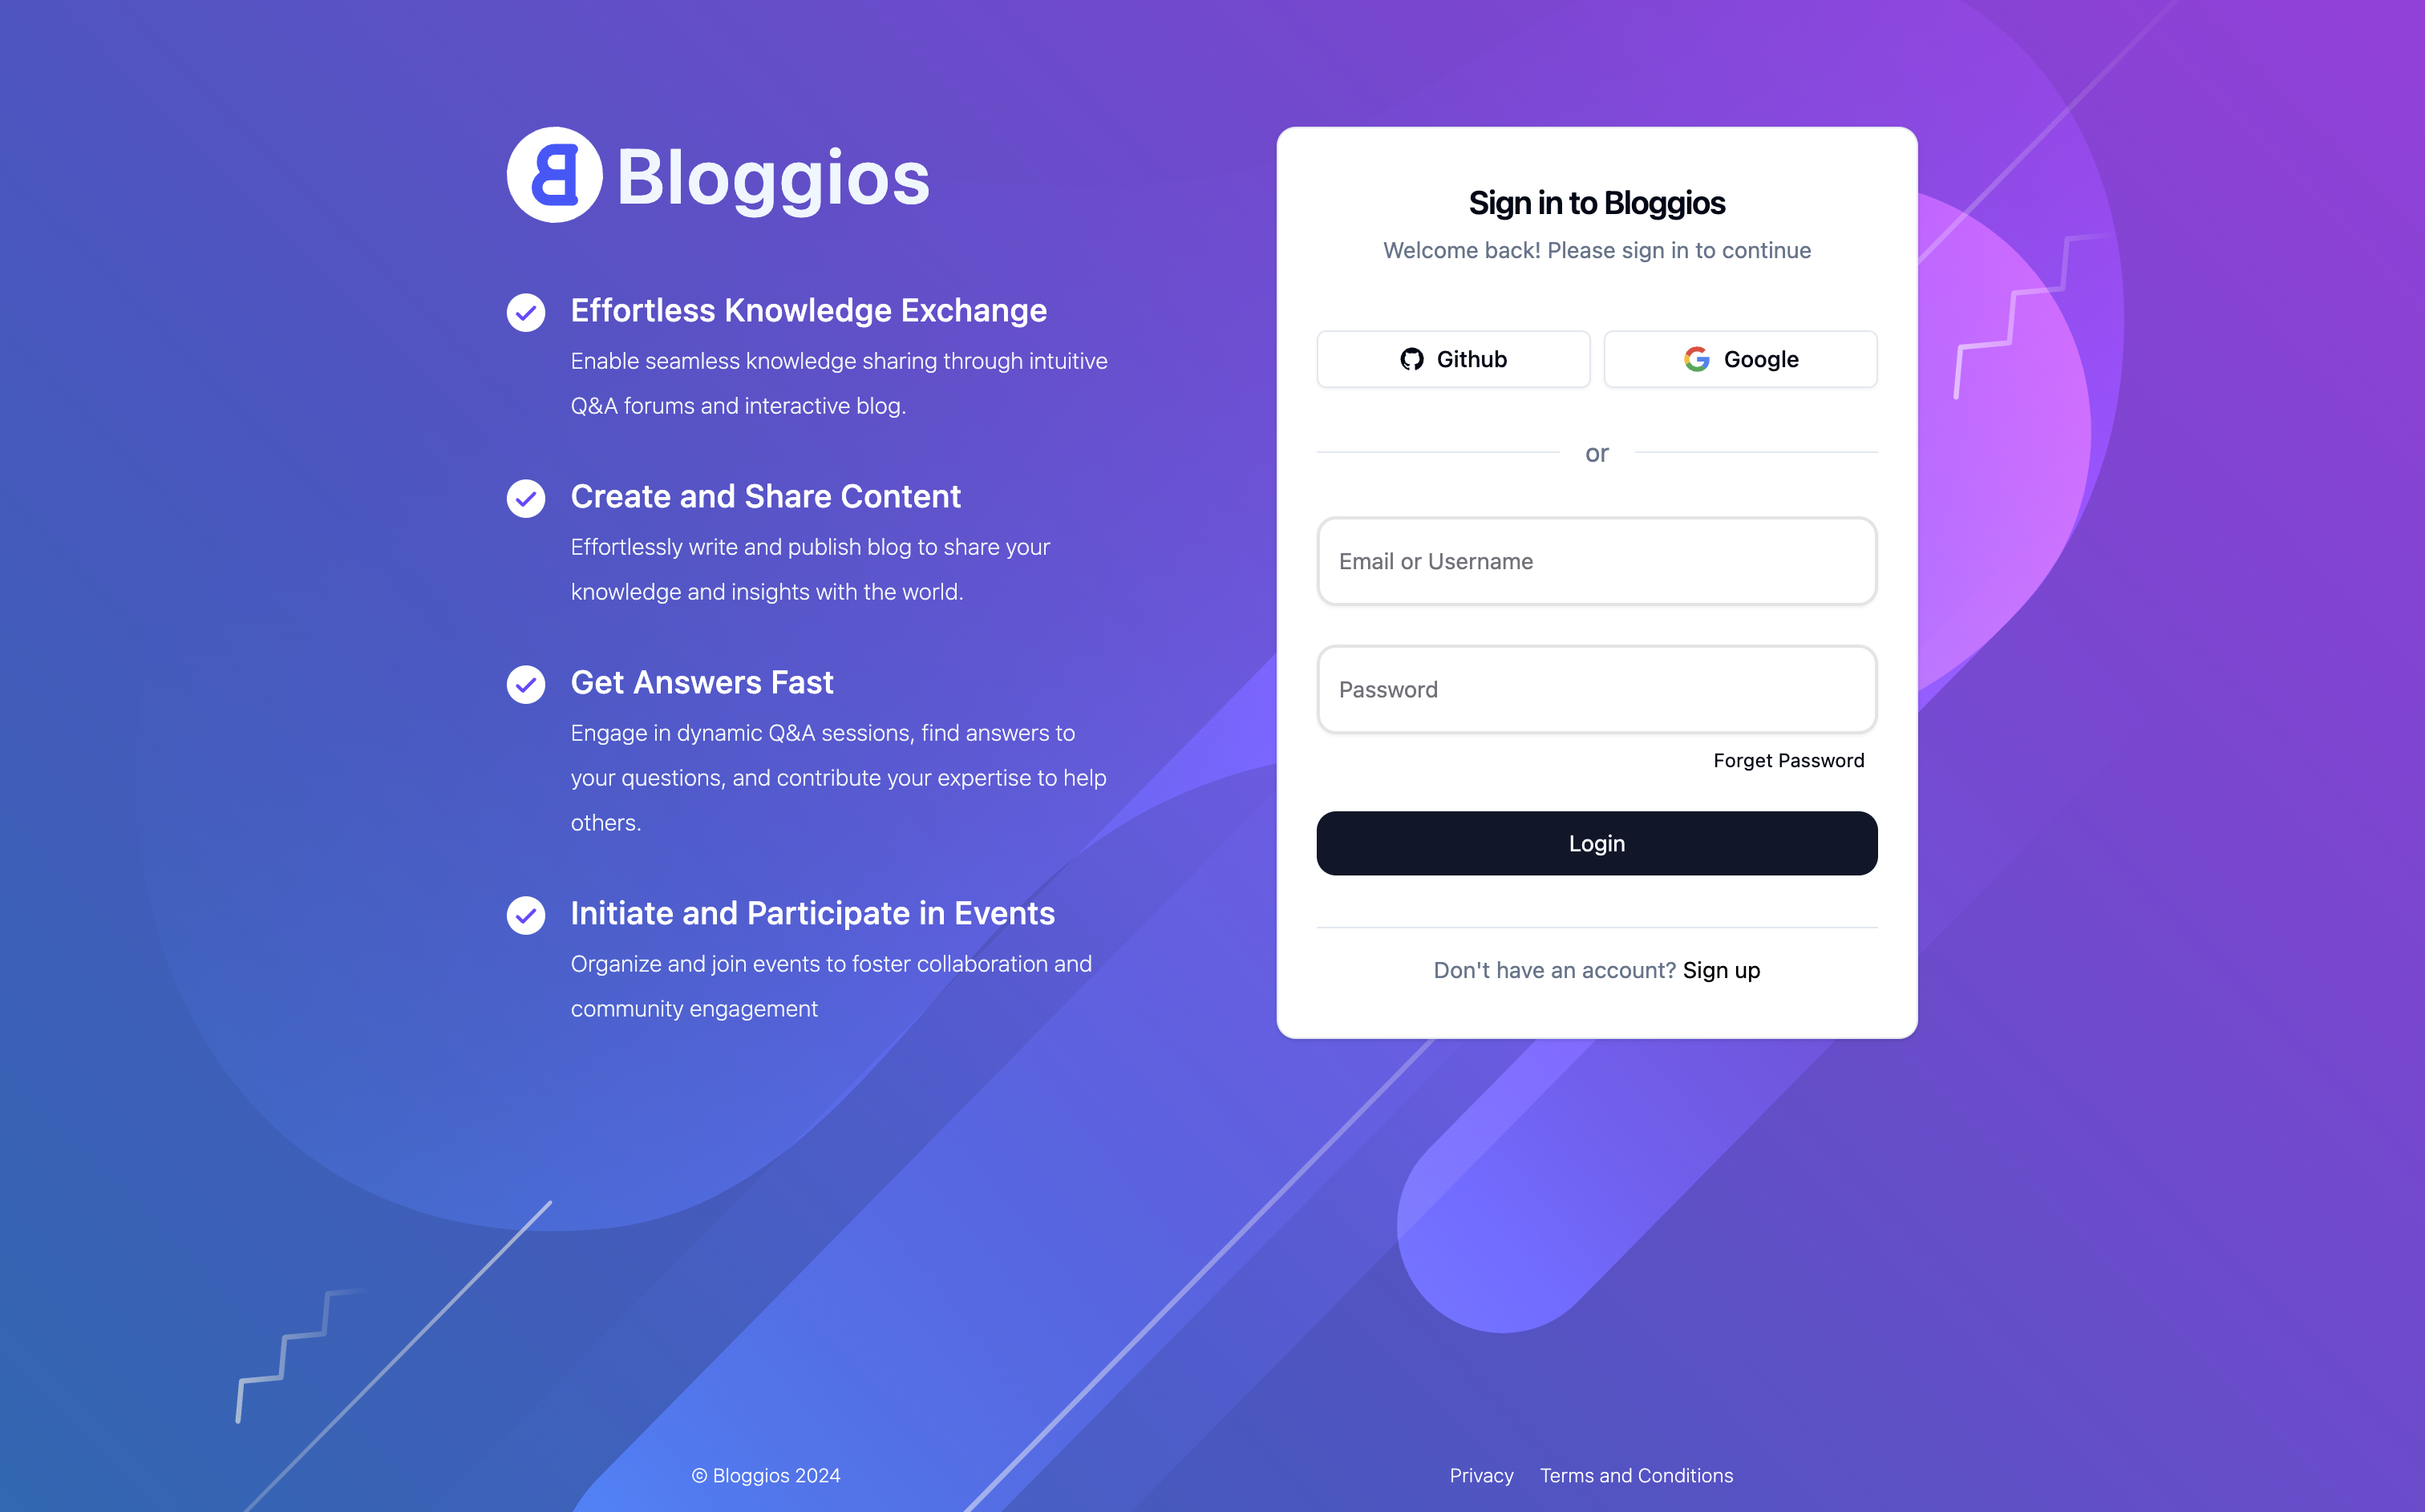 Bloggios
Effortless Knowledge Exchange
Enable seamless knowledge sharing through intuitive
Q&A forums and interactive blog.
Create and Share Content
Effortlessly write and publish blog to share your
knowledge and insights with the world.
Get Answers Fast
Engage in dynamic Q&A sessions, find answers to
your questions, and contribute your expertise to help
others.
Initiate and Participate in Events
Organize and join events to foster collaboration and
community engagement
Sign in to Bloggios
Welcome back! Please sign in to continue
Github
Google
or
Email or Username
Password
Forget Password
Login
Don't have an account? Sign up
© Bloggios 2024
Privacy
Terms and Conditions